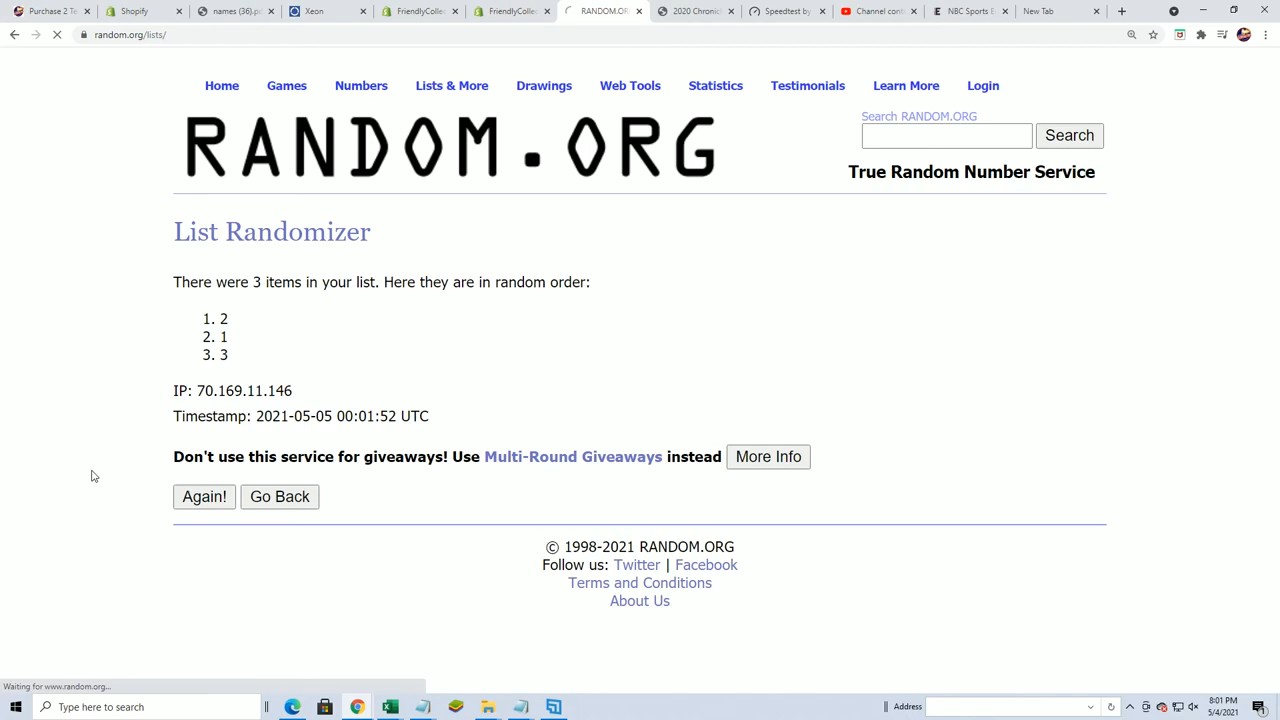 Purchase 2 Te
Shopify
names (36).p
Xeon
FriendlyCollec
FriendlyCollec
RANDOM.OR
2020 Chronicl
Speedtest by
Channel conte
NBC Sports E
New Tab
random.org/lists/
Home Games Numbers Lists & More Drawings Web Tools Statistics Testimonials Learn More Login
Search RANDOM.ORG
RANDOM.ORG
Search
True Random Number Service
List Randomizer
There were 3 items in your list. Here they are in random order:
1. 2
2. 1
3. 3
IP: 70.169.11.146
Timestamp: 2021-05-05 00:01:52 UTC
Don't use this service for giveaways! Use Multi-Round Giveaways instead More Info
Again! Go Back
© 1998-2021 RANDOM.ORG
Follow us: Twitter | Facebook
Terms and Conditions
About Us
Waiting for www.random.org...
Type here to search
Address
8:01 PM
5/4/2021